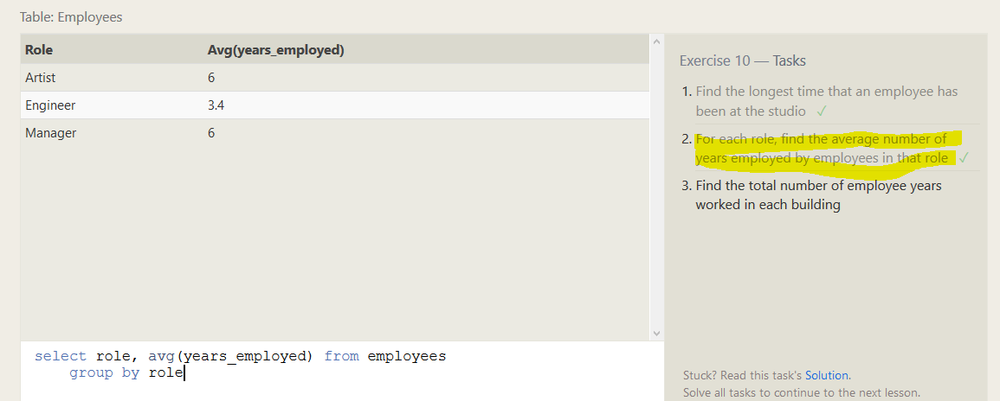 Table: Employees
Role Avg(years_employed)
Artist 6
Engineer 3.4
Manager 6
select role, avg(years_employed) from employees
group by role
Exercise 10 — Tasks
1. Find the longest time that an employee has
been at the studio ✓
2. For each role, find the average number of
years employed by employees in that role ✓
3. Find the total number of employee years
worked in each building
Stuck? Read this task's Solution.
Solve all tasks to continue to the next lesson.